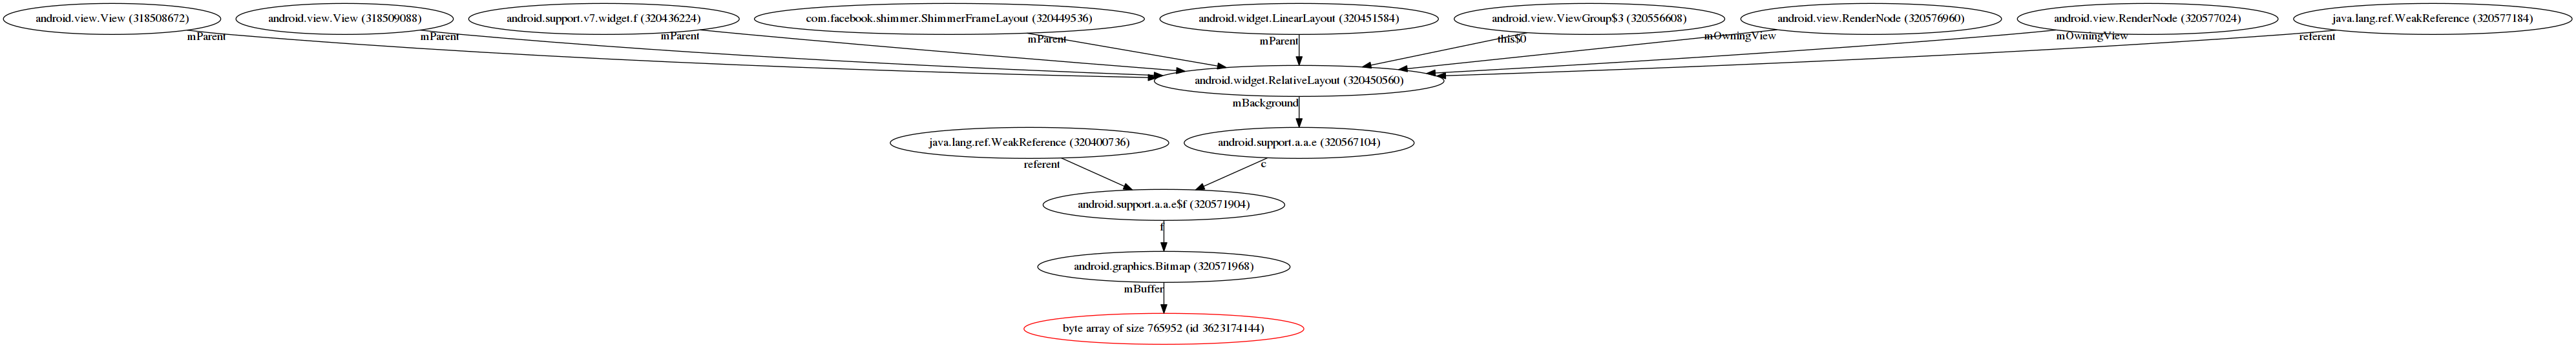 android.view.View (318508672)
android.view.View (318509088)
android.support.v7.widget.f (320436224)
com.facebook.shimmer.ShimmerFrameLayout (320449536)
android.widget.LinearLayout (320451584)
android.view.ViewGroup$3 (320556608)
android.view.RenderNode (320576960)
android.view.RenderNode (320577024)
java.lang.ref.WeakReference (320577184)
mParent
mParent
mParent
mParent
mParent
this$0
mOwningView
mOwningView
referent
android.widget.RelativeLayout (320450560)
mBackground
java.lang.ref.WeakReference (320400736)
android.support.a.a.e (320567104)
referent
c
android.support.a.a.e$f (320571904)
f
android.graphics.Bitmap (320571968)
mBuffer
byte array of size 765952 (id 3623174144)